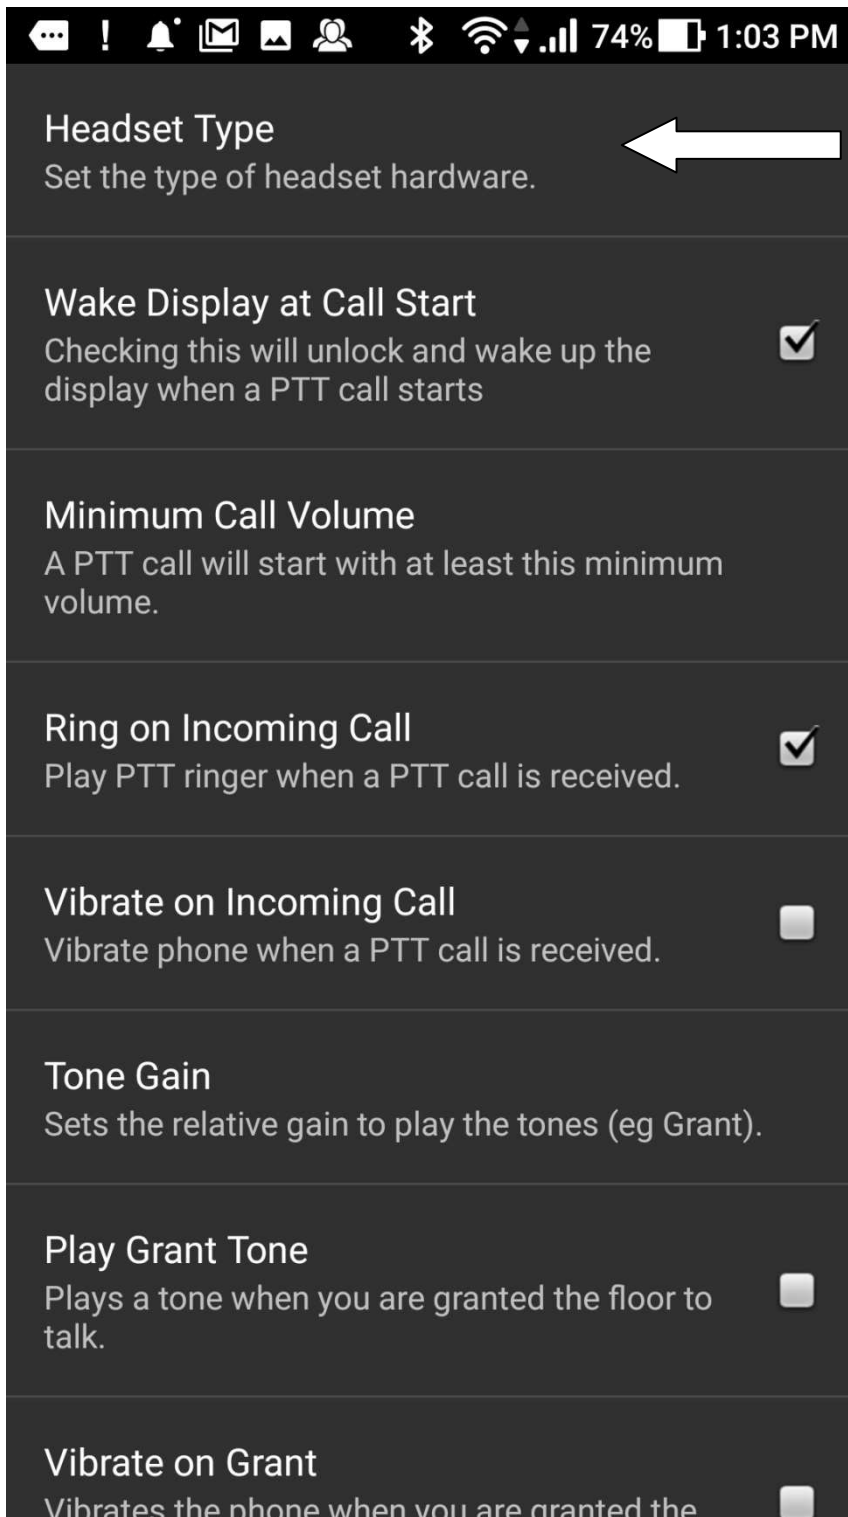 74% 1:03 PM
Headset Type
Set the type of headset hardware.
Wake Display at Call Start
Checking this will unlock and wake up the
display when a PTT call starts
Minimum Call Volume
A PTT call will start with at least this minimum
volume.
Ring on Incoming Call
Play PTT ringer when a PTT call is received.
Vibrate on Incoming Call
Vibrate phone when a PTT call is received.
Tone Gain
Sets the relative gain to play the tones (eg Grant).
Play Grant Tone
Plays a tone when you are granted the floor to
talk.
Vibrate on Grant
Vibrates the phone when you are granted the